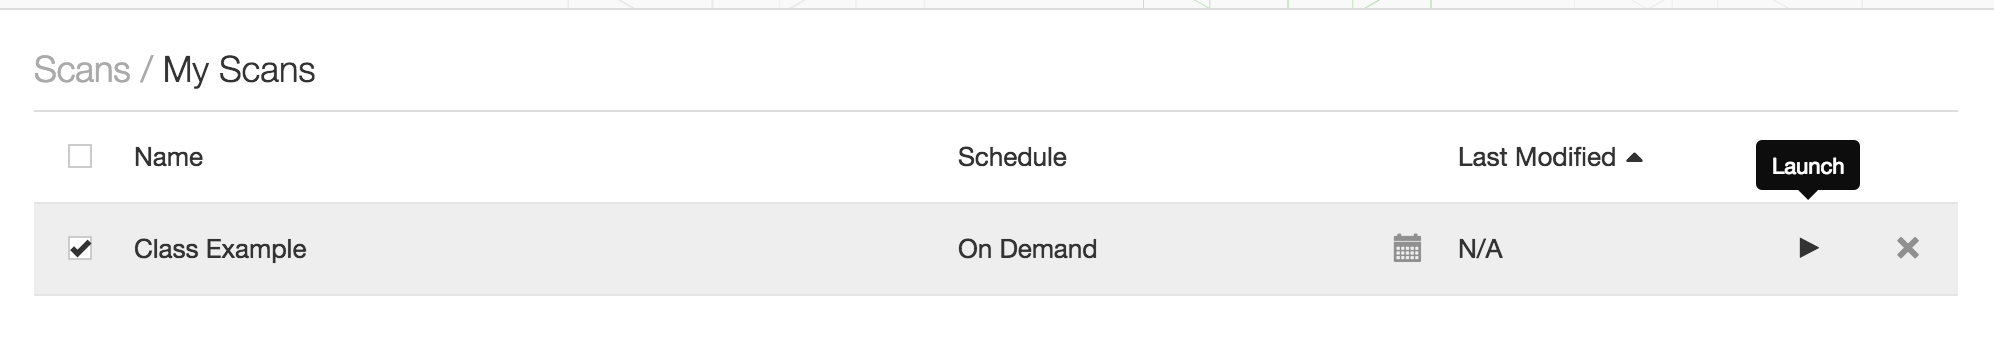 Scans / My Scans
Name Schedule Last Modified
Launch
Class Example On Demand N/A